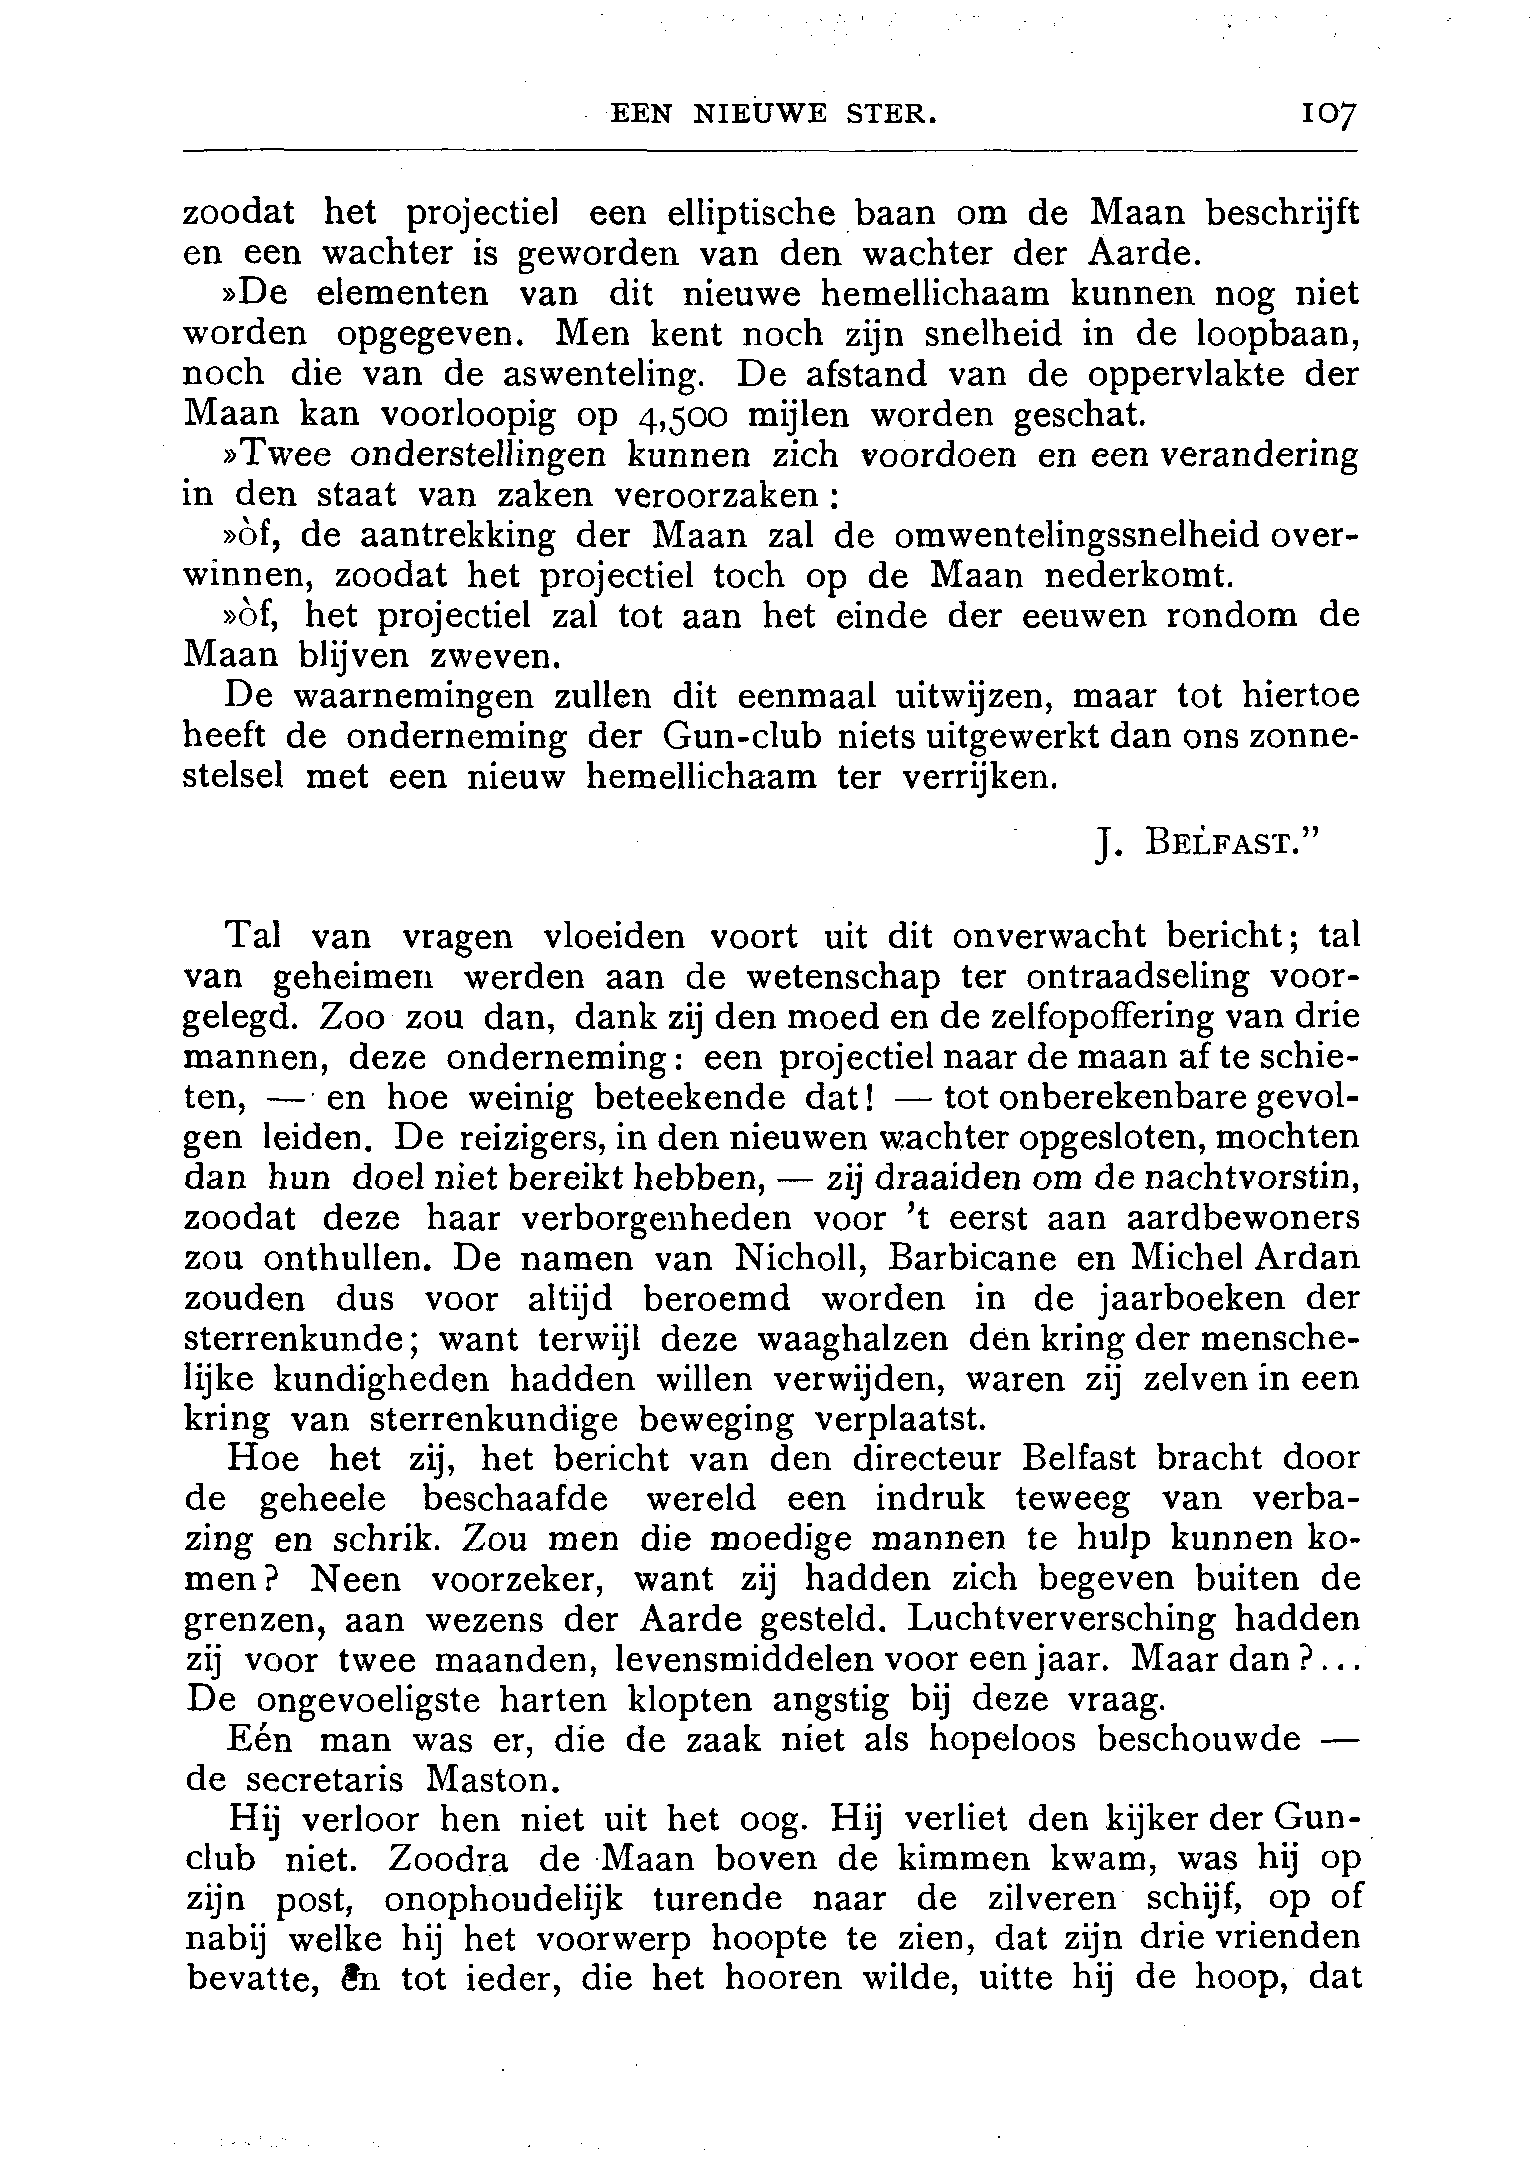 EEN NIEUWE STER. 107
zoodat het projectiel een elliptische baan om de Maan beschrijft
en een wachter is geworden van den wachter der Aarde.
»De elementen van dit nieuwe hemellichaam kunnen nog niet
worden opgegeven. Men kent noch zijn snelheid in de loopbaan,
noch die van de aswenteling. De afstand van de oppervlakte der
Maan kan voorloopig op 4,500 mijlen worden geschat.
»Twee onderstellingen kunnen zich voordoen en een verandering
in den staat van zaken veroorzaken:
»òf, de aantrekking der Maan zal de omwentelingssnelheid over-
winnen, zoodat het projectiel toch op de Maan nederkomt.
»òf, het projectiel zal tot aan het einde der eeuwen rondom de
Maan blijven zweven.
De waarnemingen zullen dit eenmaal uitwijzen, maar tot hiertoe
heeft de onderneming der Gun-club niets uitgewerkt dan ons zonne-
stelsel met een nieuw hemellichaam ter verrijken.
J. BELFAST.”
Tal van vragen vloeiden voort uit dit onverwacht bericht; tal
van geheimen werden aan de wetenschap ter ontraadseling voor-
gelegd. Zoo zou dan, dank zij den moed en de zelfopoffering van drie
mannen, deze onderneming: een projectiel naar de maan af te schie-
ten, — en hoe weinig beteekende dat! — tot onberekenbare gevol-
gen leiden. De reizigers, in den nieuwen wachter opgesloten, mochten
dan hun doel niet bereikt hebben, — zij draaiden om de nachtvorstin,
zoodat deze haar verborgenheden voor ’t eerst aan aardbewoners
zou onthullen. De namen van Nicholl, Barbicane en Michel Ardan
zouden dus voor altijd beroemd worden in de jaarboeken der
sterrenkunde; want terwijl deze waaghalzen den kring der mensche-
lijke kundigheden hadden willen verwijden, waren zij zelven in een
kring van sterrenkundige beweging verplaatst.
Hoe het zij, het bericht van den directeur Belfast bracht door
de geheele beschaafde wereld een indruk teweeg van verba-
zing en schrik. Zou men die moedige mannen te hulp kunnen ko-
men? Neen voorzeker, want zij hadden zich begeven buiten de
grenzen, aan wezens der Aarde gesteld. Luchtverversching hadden
zij voor twee maanden, levensmiddelen voor een jaar. Maar dan?...
De ongevoeligste harten klopten angstig bij deze vraag.
Eén man was er, die de zaak niet als hopeloos beschouwde —
de secretaris Maston.
Hij verloor hen niet uit het oog. Hij verliet den kijker der Gun-
club niet. Zoodra de Maan boven de kimmen kwam, was hij op
zijn post, onophoudelijk turende naar de zilveren schijf, op of
nabij welke hij het voorwerp hoopte te zien, dat zijn drie vrienden
bevatte, en tot ieder, die het hooren wilde, uitte hij de hoop, dat